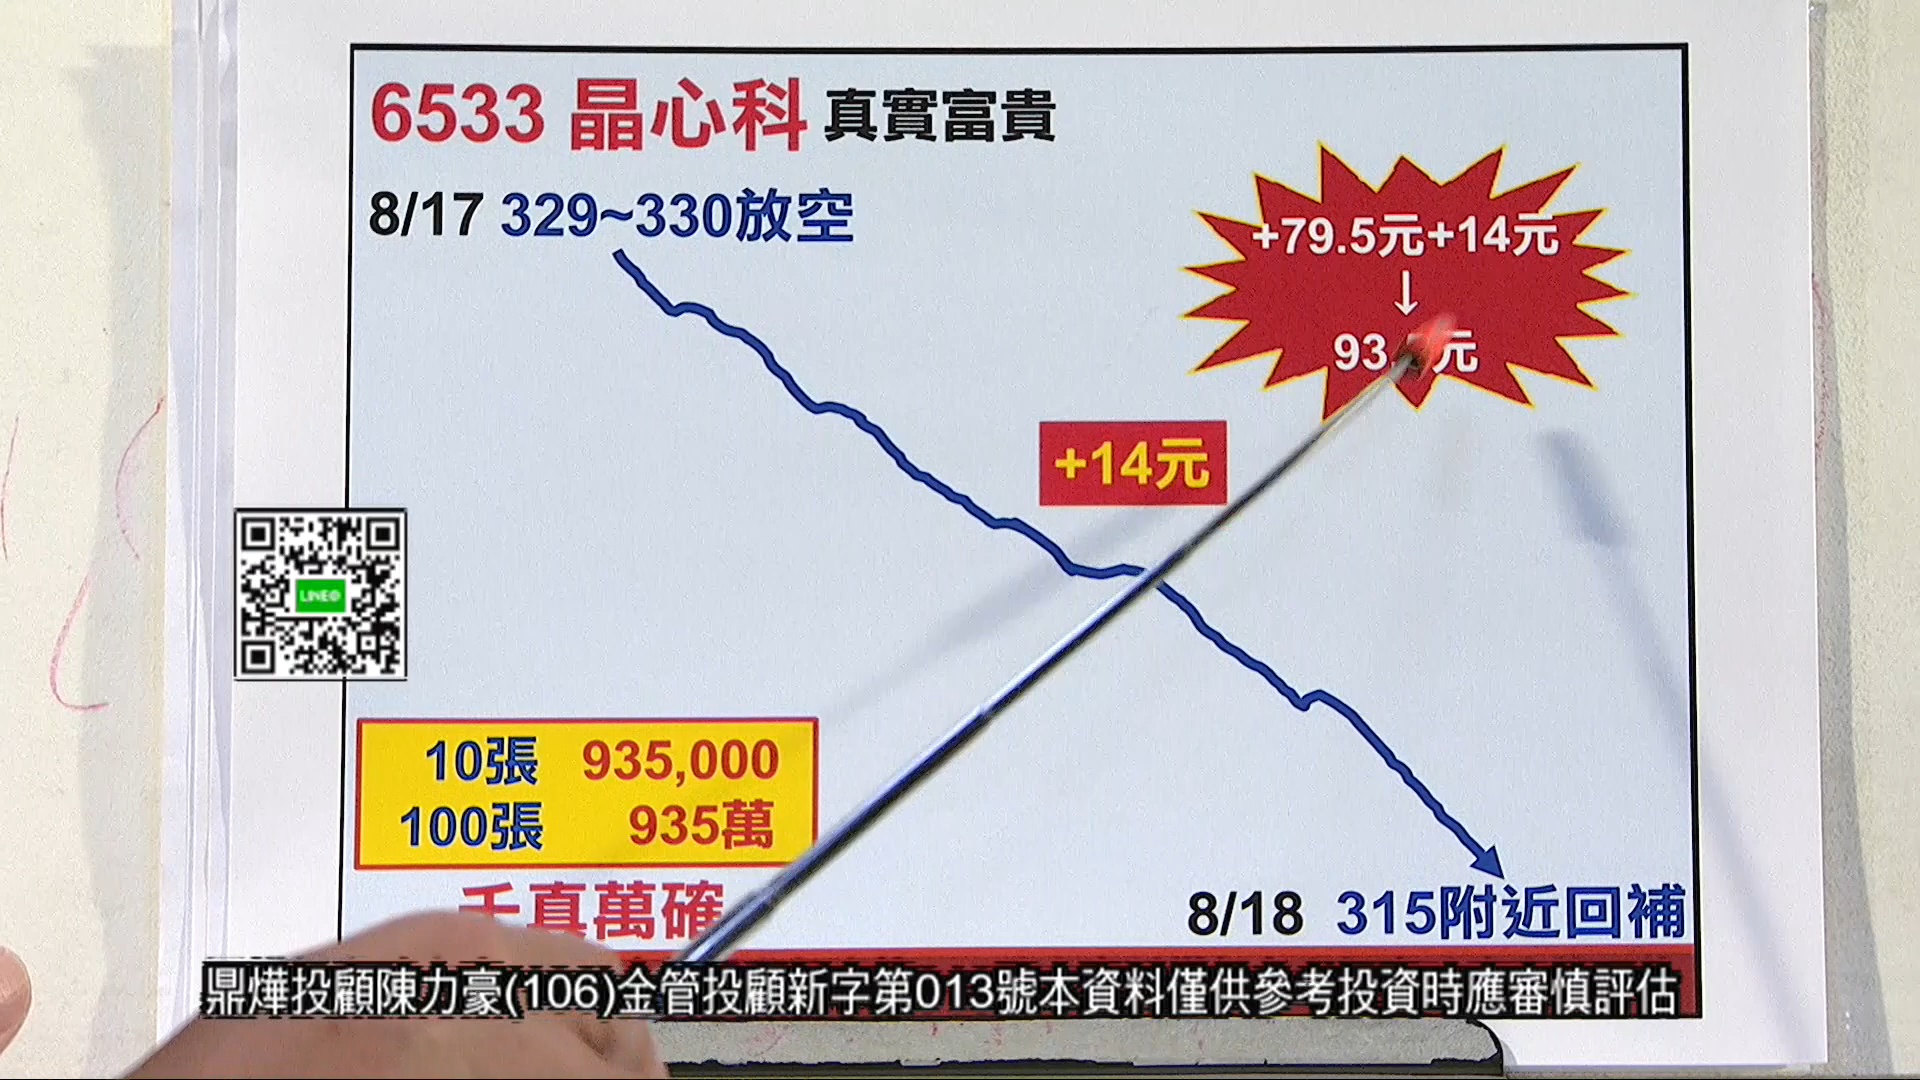 6533 晶心科 真實富貴
8/17 329~330放空
+79.5元+14元
↓
93. 元
+14元
LINE@
10張 935,000
100張 935萬
千真萬確
8/18 315附近回補
鼎燁投顧陳力豪(106)金管投顧新字第013號本資料僅供參考投資時應審慎評估